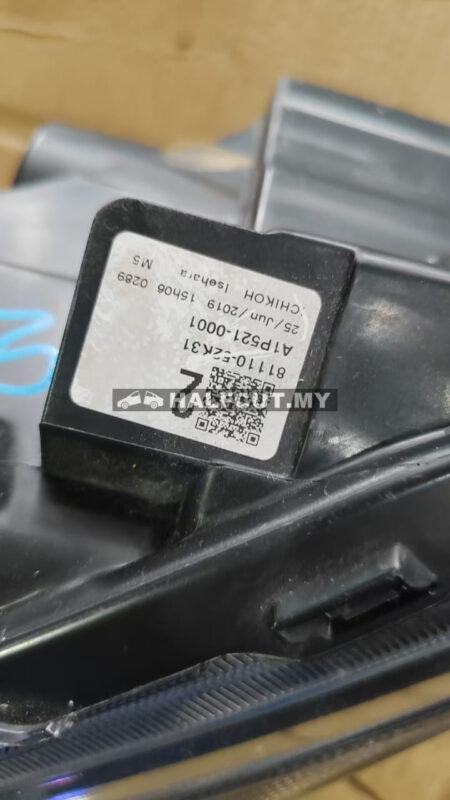 2
81110-52K31
A1P521-0001
25/Jun/2019 15h06 0289
ICHIKOH Isehara M5
HALFCUT.MY